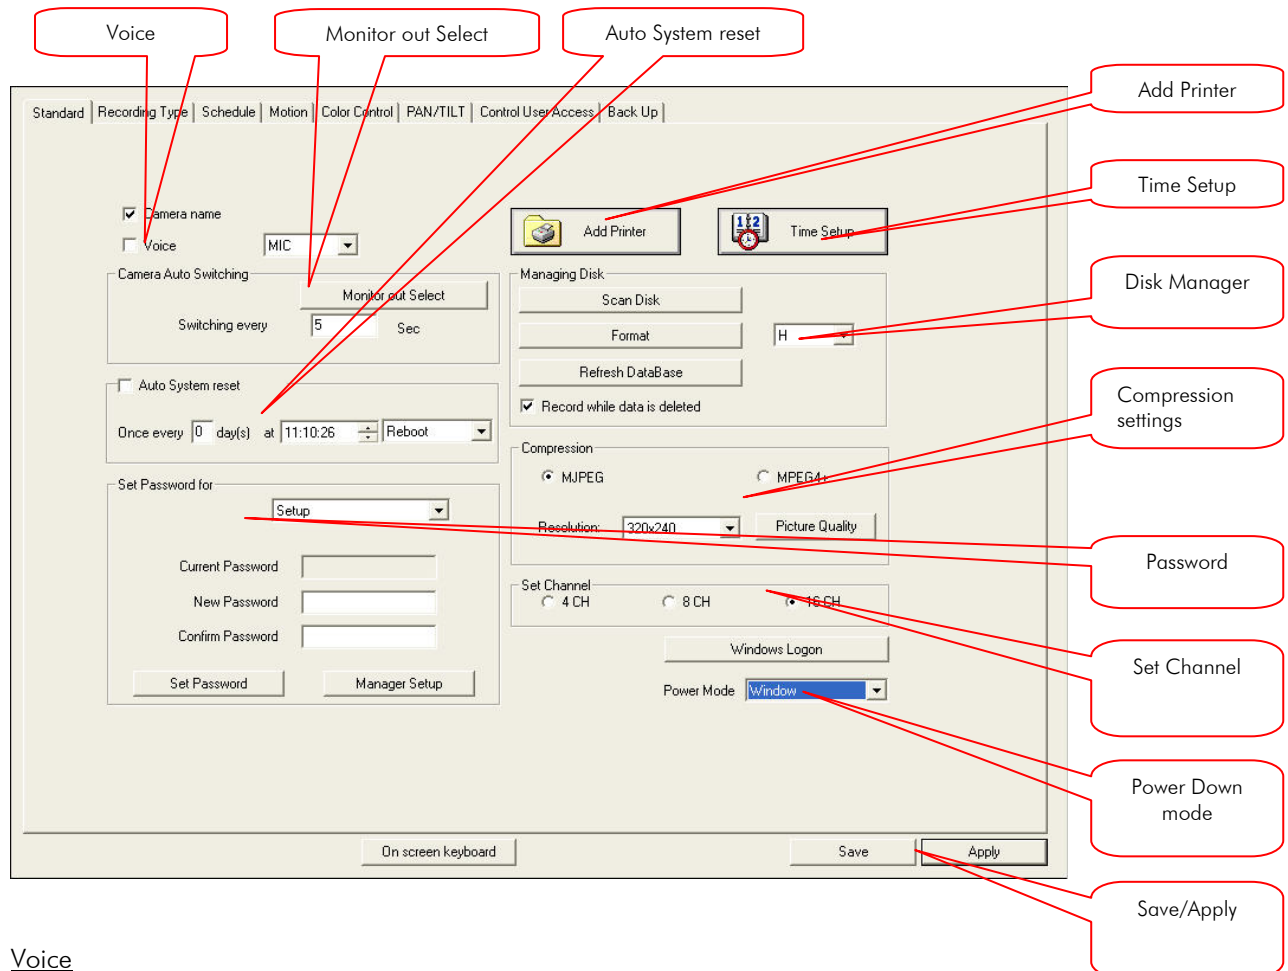 Voice
Monitor out Select
Auto System reset
Add Printer
Standard Recording Type Schedule Motion Color Control PAN/TILT Control User Access Back Up
Time Setup
Camera name
Voice MIC
Add Printer
Time Setup
Camera Auto Switching
Monitor out Select
Switching every 5 Sec
Managing Disk
Scan Disk
Format H
Refresh DataBase
Record while data is deleted
Disk Manager
Auto System reset
Once every 0 day(s) at 11:10:26 Reboot
Compression
MJPEG MPEG4+
Resolution: 320x240 Picture Quality
Compression
settings
Set Password for
Setup
Current Password
New Password
Confirm Password
Set Password Manager Setup
Password
Set Channel
4 CH 8 CH 16 CH
Windows Logon
Power Mode Window
Set Channel
Power Down
mode
On screen keyboard Save Apply
Save/Apply
Voice